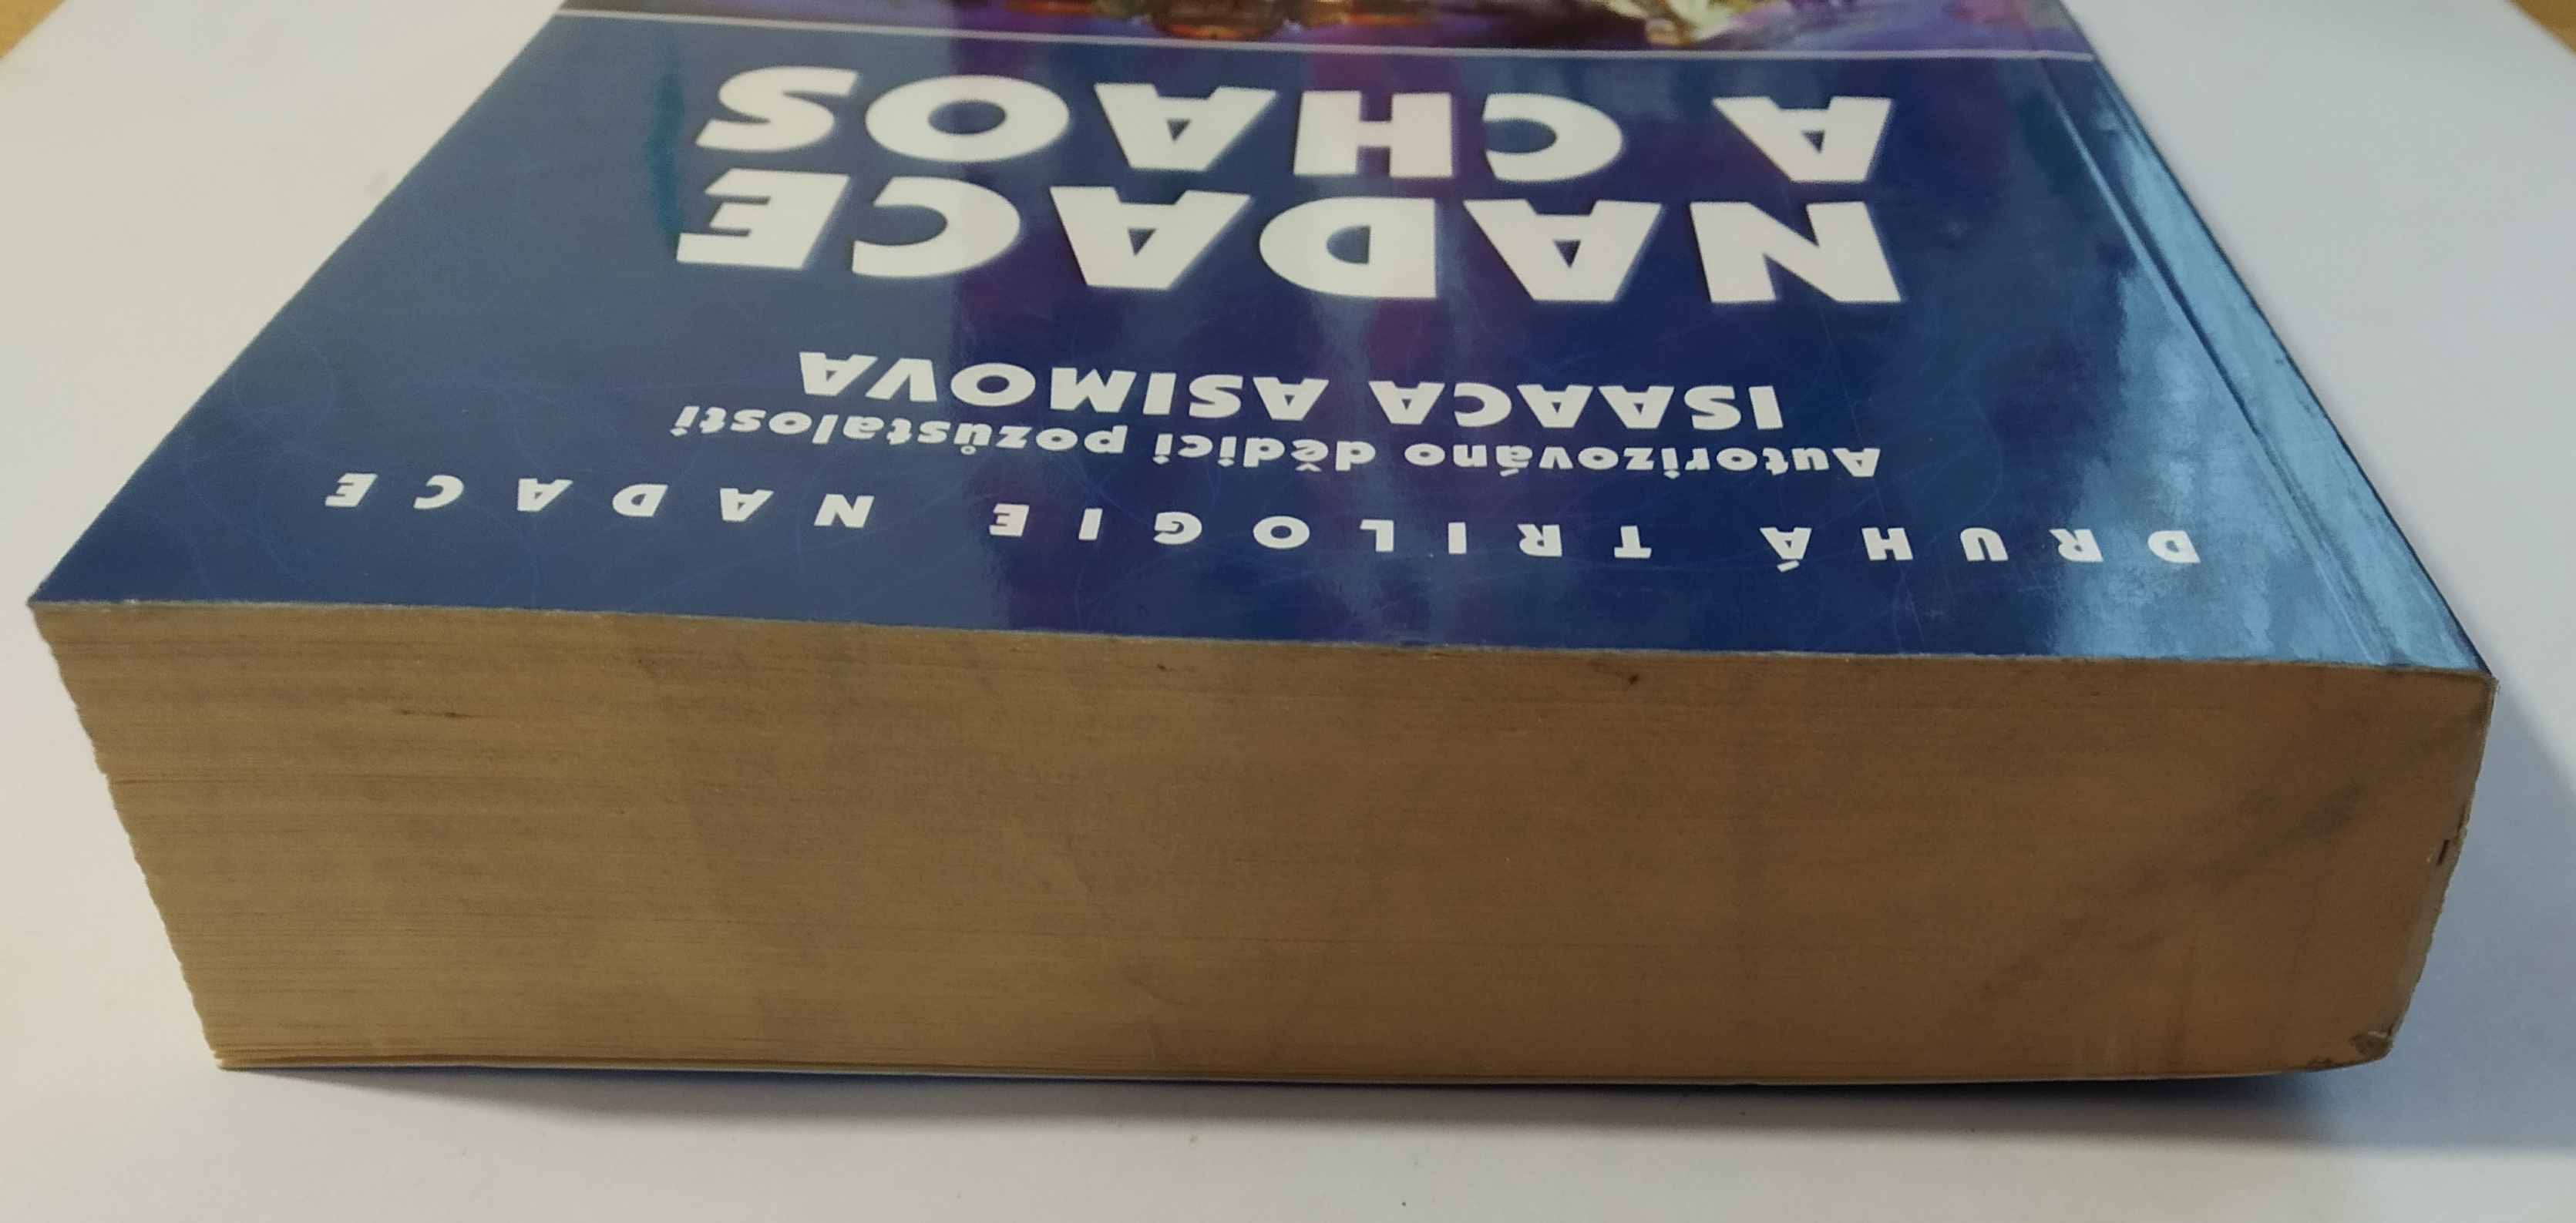 DRUHÁ TRILOGIE NADACE
Autorizováno dědici pozůstalosti
ISAACA ASIMOVA
NADACE
A CHAOS